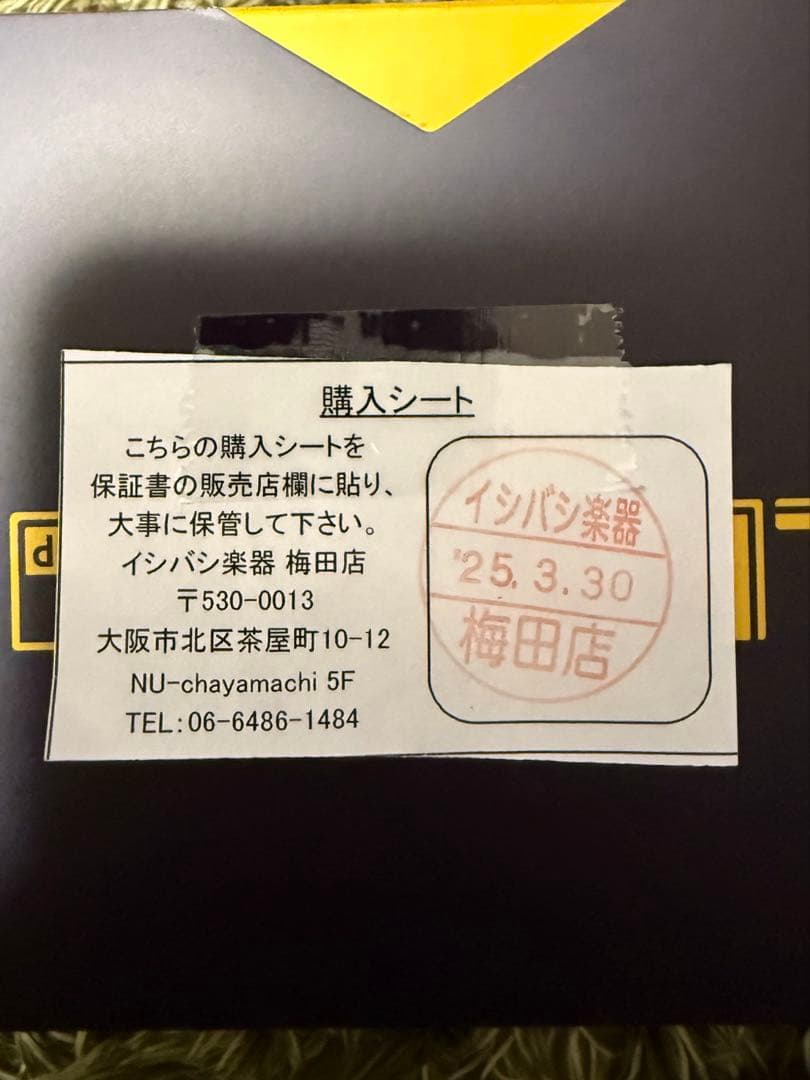 購入シート
こちらの購入シートを
保証書の販売店欄に貼り、
大事に保管して下さい。
イシバシ楽器 梅田店
〒530-0013
大阪市北区茶屋町10-12
NU-chayamachi 5F
TEL:06-6486-1484
イシバシ楽器
'25.3.30
梅田店